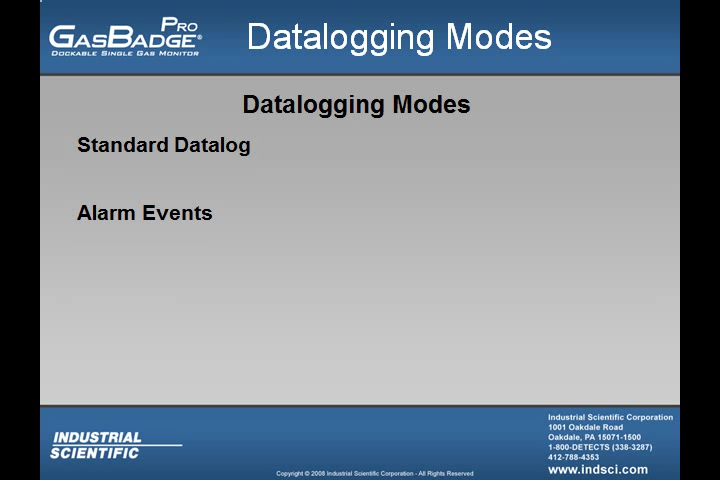 PRO
GASBADGE®
DOCKABLE SINGLE GAS MONITOR
Datalogging Modes
Datalogging Modes
Standard Datalog
Alarm Events
INDUSTRIAL
SCIENTIFIC
Copyright © 2008 Industrial Scientific Corporation - All Rights Reserved
Industrial Scientific Corporation
1001 Oakdale Road
Oakdale, PA 15071-1500
1-800-DETECTS (338-3287)
412-788-4353
www.indsci.com